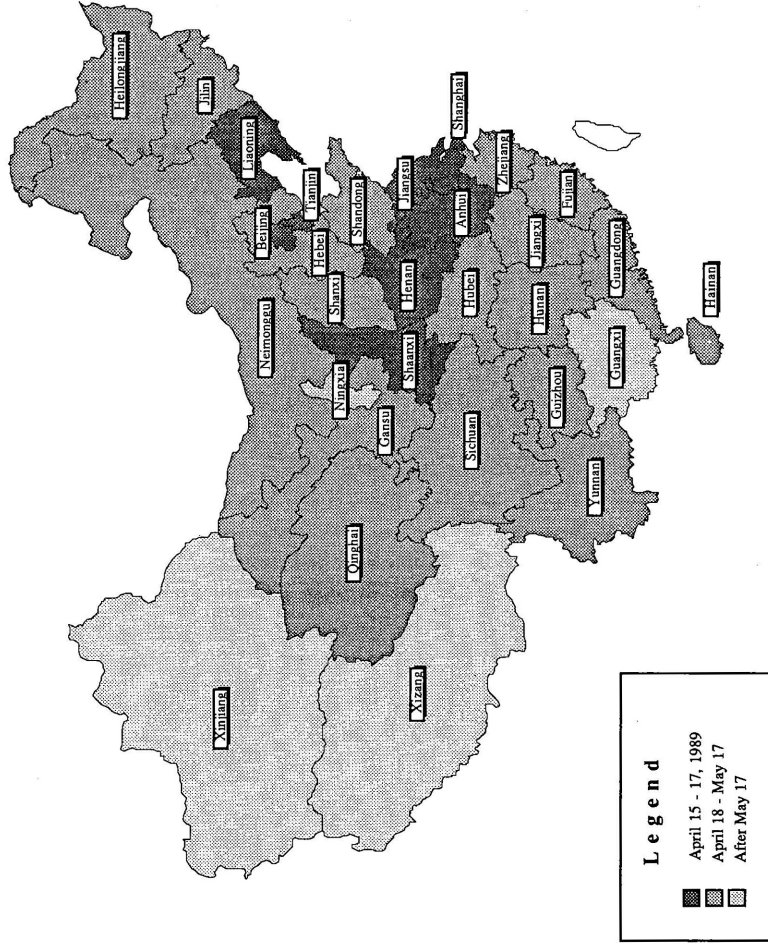 Heilongjiang
Jilin
Liaoning
Neimonggu
Beijing
Tianjin
Hebei
Shanxi
Shandong
Ningxia
Xinjiang
Qinghai
Gansu
Shaanxi
Henan
Jiangsu
Shanghai
Anhui
Xizang
Sichuan
Hubei
Zhejiang
Hunan
Jiangxi
Guizhou
Fujian
Yunnan
Guangxi
Guangdong
Hainan
Legend
April 15 - 17, 1989
April 18 - May 17
After May 17